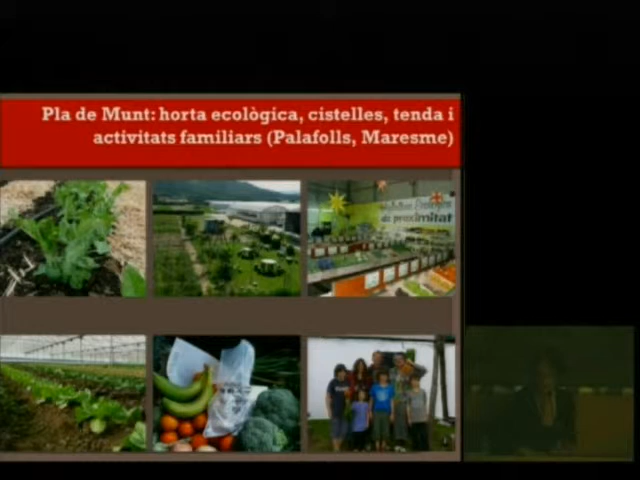 Pla de Munt: horta ecològica, cistelles, tenda i
activitats familiars (Palafolls, Maresme)
de proximitat